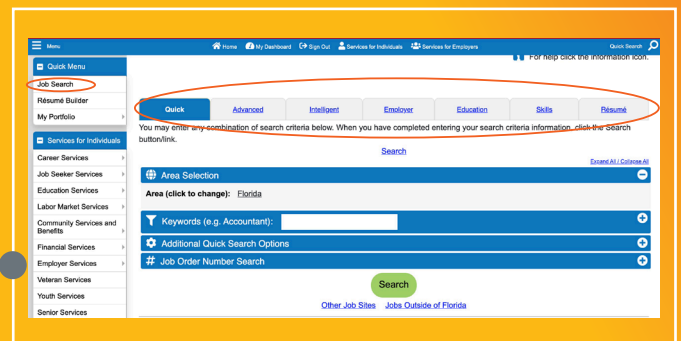 Menu Home My Dashboard Sign Out Services for Individuals Services for Employers Quick Search
For help click the information icon.
Quick Menu
Job Search
Résumé Builder
My Portfolio
Services for Individuals
Career Services
Job Seeker Services
Education Services
Labor Market Services
Community Services and
Benefits
Financial Services
Employer Services
Veteran Services
Youth Services
Senior Services
Quick Advanced Intelligent Employer Education Skills Résumé
You may enter any combination of search criteria below. When you have completed entering your search criteria information, click the Search
button/link.
Search
Expand All / Collapse All
Area Selection
Area (click to change): Florida
Keywords (e.g. Accountant):
Additional Quick Search Options
# Job Order Number Search
Search
Other Job Sites Jobs Outside of Florida